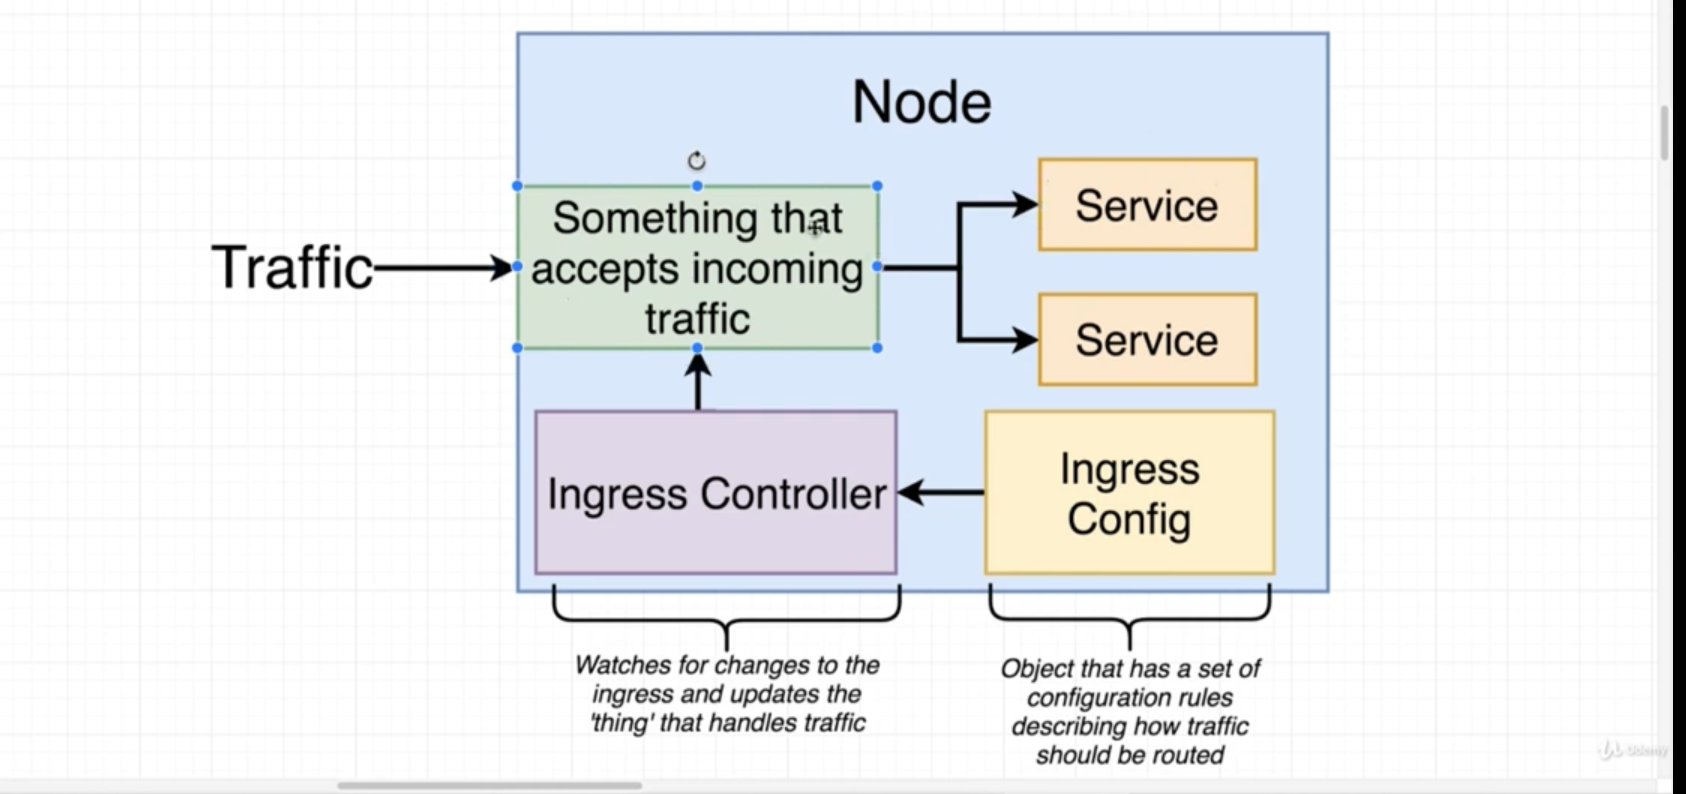 Node
Something that
accepts incoming
traffic
Traffic
Service
Service
Ingress Controller
Ingress
Config
Watches for changes to the
ingress and updates the
'thing' that handles traffic
Object that has a set of
configuration rules
describing how traffic
should be routed
Udemy